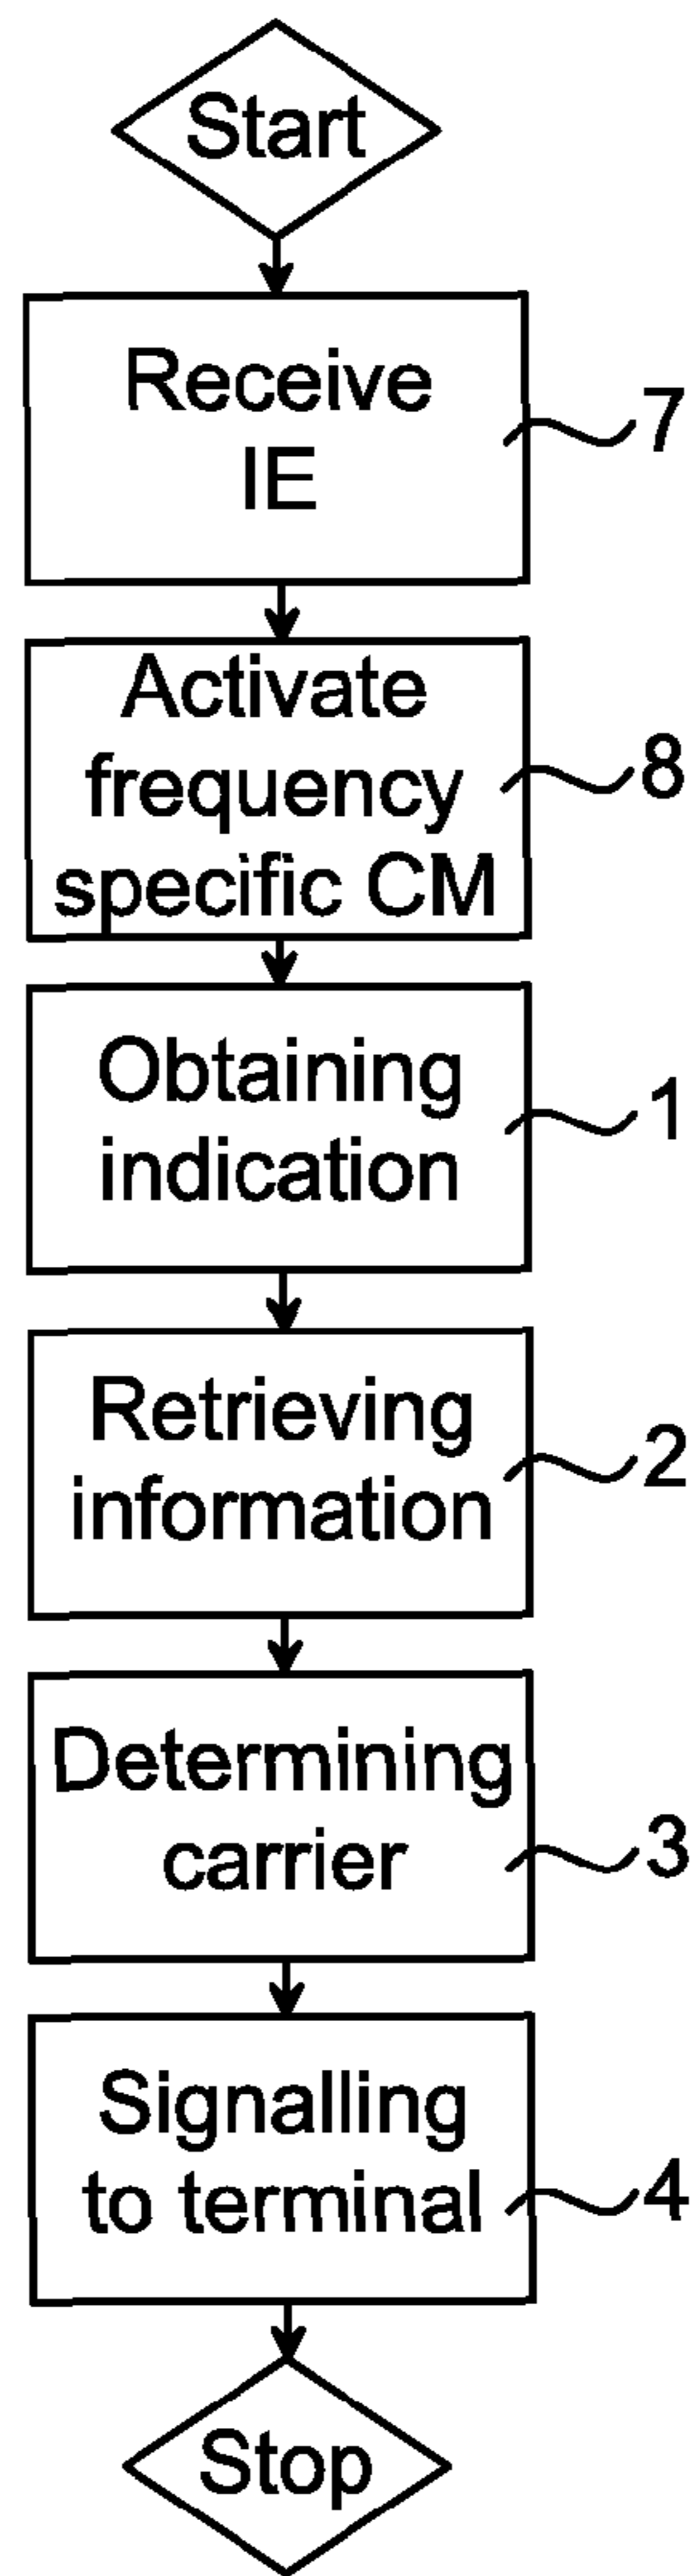 Start
Receive
IE
7
Activate
frequency
specific CM
8
Obtaining
indication
1
Retrieving
information
2
Determining
carrier
3
Signalling
to terminal
4
Stop